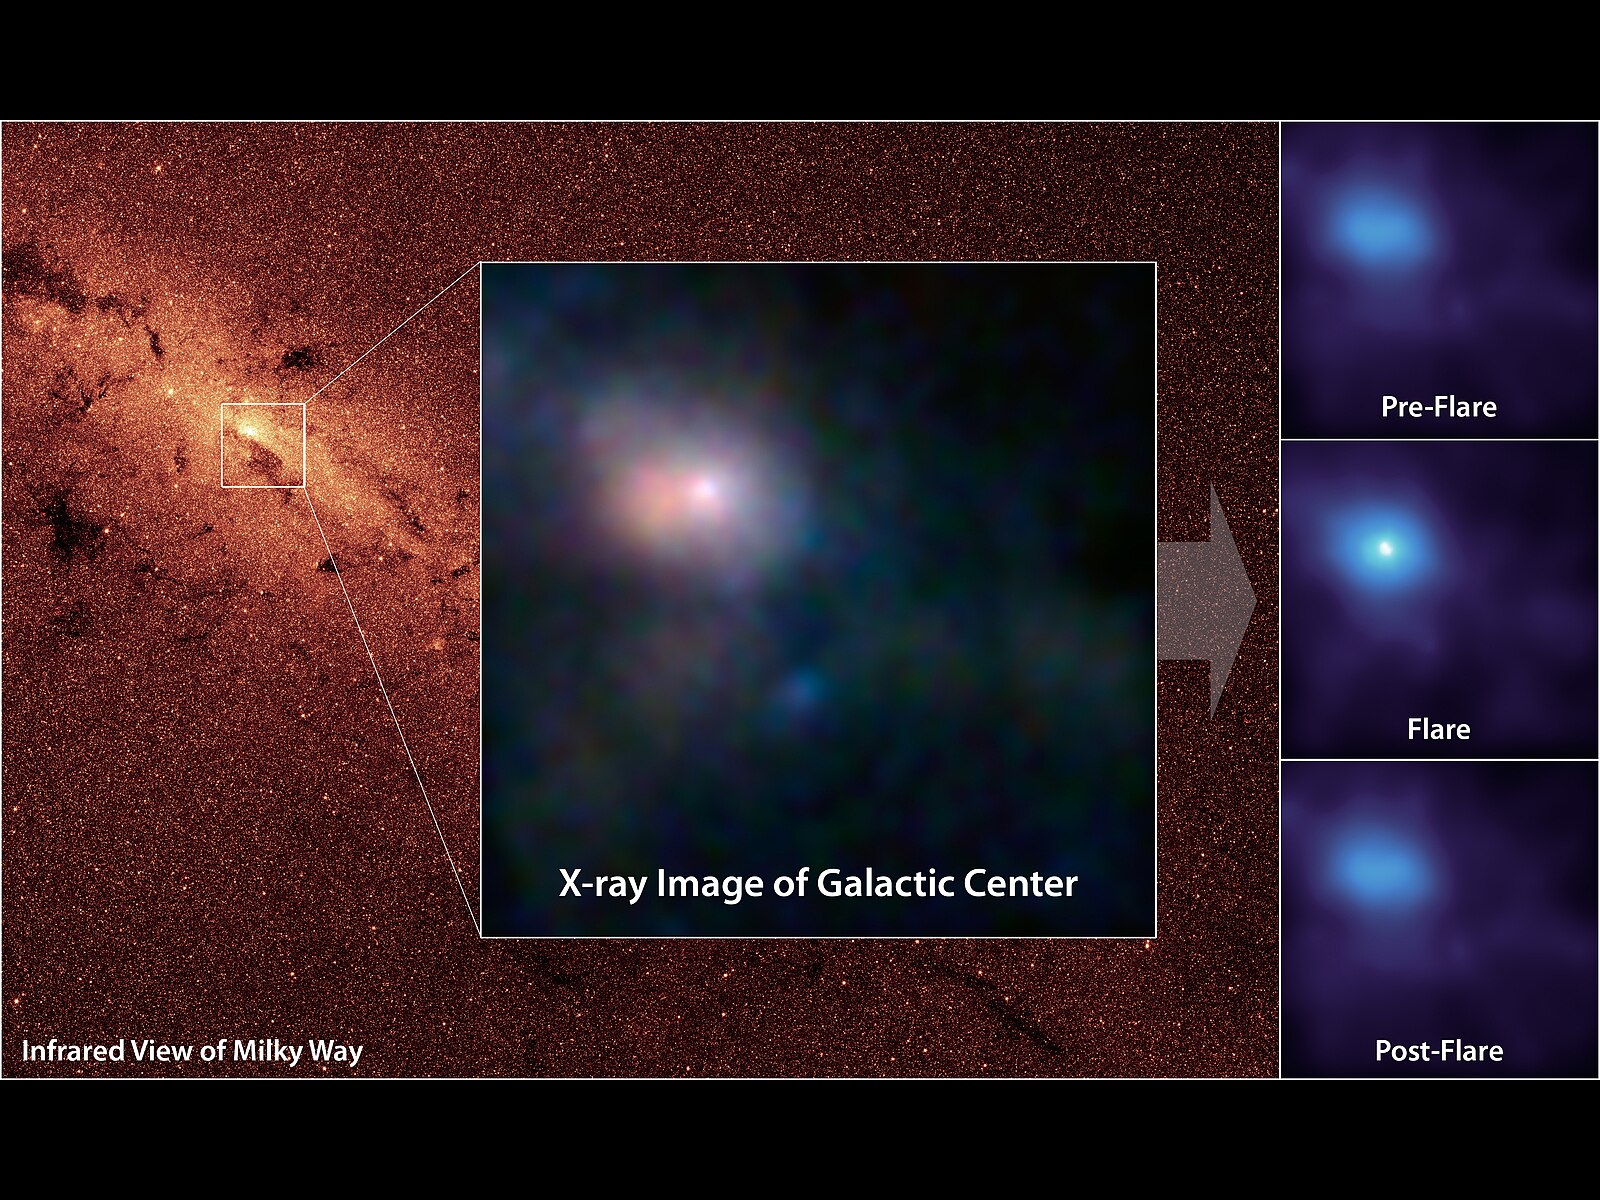 Infrared View of Milky Way
X-ray Image of Galactic Center
Pre-Flare
Flare
Post-Flare